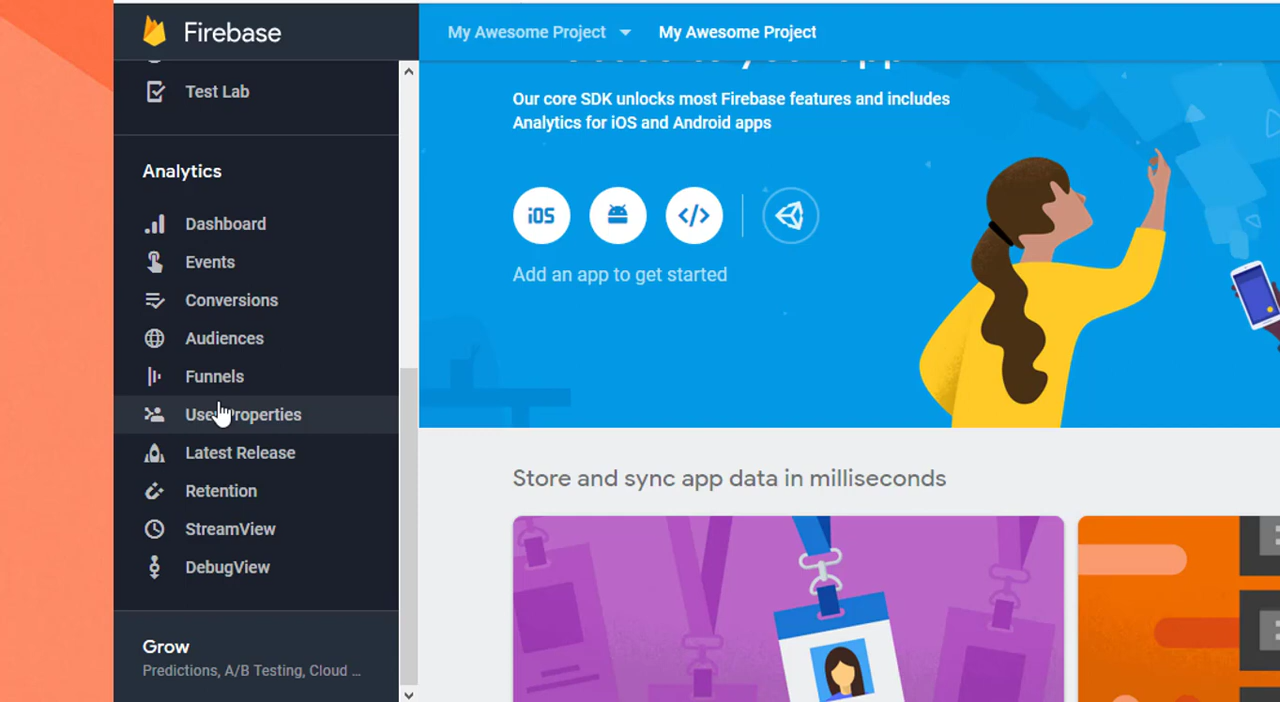 Firebase
My Awesome Project
My Awesome Project
Test Lab
Analytics
Dashboard
Events
Conversions
Audiences
Funnels
User Properties
Latest Release
Retention
StreamView
DebugView
Grow
Predictions, A/B Testing, Cloud ...
Our core SDK unlocks most Firebase features and includes
Analytics for iOS and Android apps
iOS
</>
Add an app to get started
Store and sync app data in milliseconds